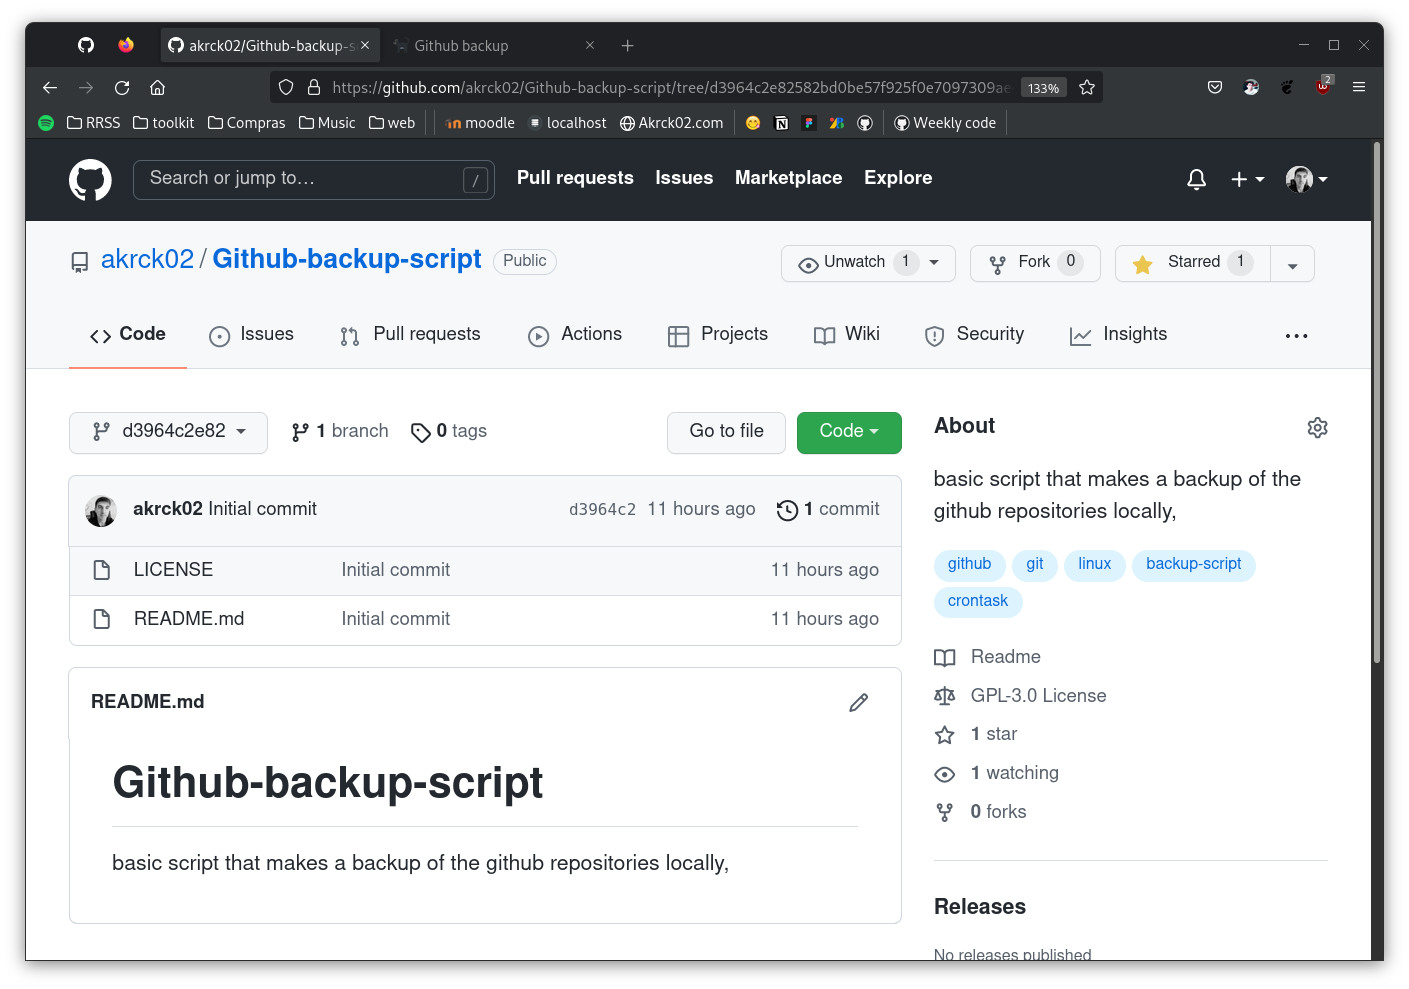 akrck02/Github-backup-s
Github backup
https://github.com/akrck02/Github-backup-script/tree/d3964c2e82582bd0be57f925f0e7097309ae
133%
2
RRSS
toolkit
Compras
Music
web
moodle
localhost
Akrck02.com
Weekly code
Search or jump to…
/
Pull requests
Issues
Marketplace
Explore
akrck02 / Github-backup-script
Public
Unwatch 1
Fork 0
Starred 1
Code
Issues
Pull requests
Actions
Projects
Wiki
Security
Insights
d3964c2e82
1 branch
0 tags
Go to file
Code
akrck02 Initial commit
d3964c2 11 hours ago
1 commit
LICENSE Initial commit 11 hours ago
README.md Initial commit 11 hours ago
README.md
Github-backup-script
basic script that makes a backup of the github repositories locally,
About
basic script that makes a backup of the
github repositories locally,
github git linux backup-script
crontask
Readme
GPL-3.0 License
1 star
1 watching
0 forks
Releases
No releases published